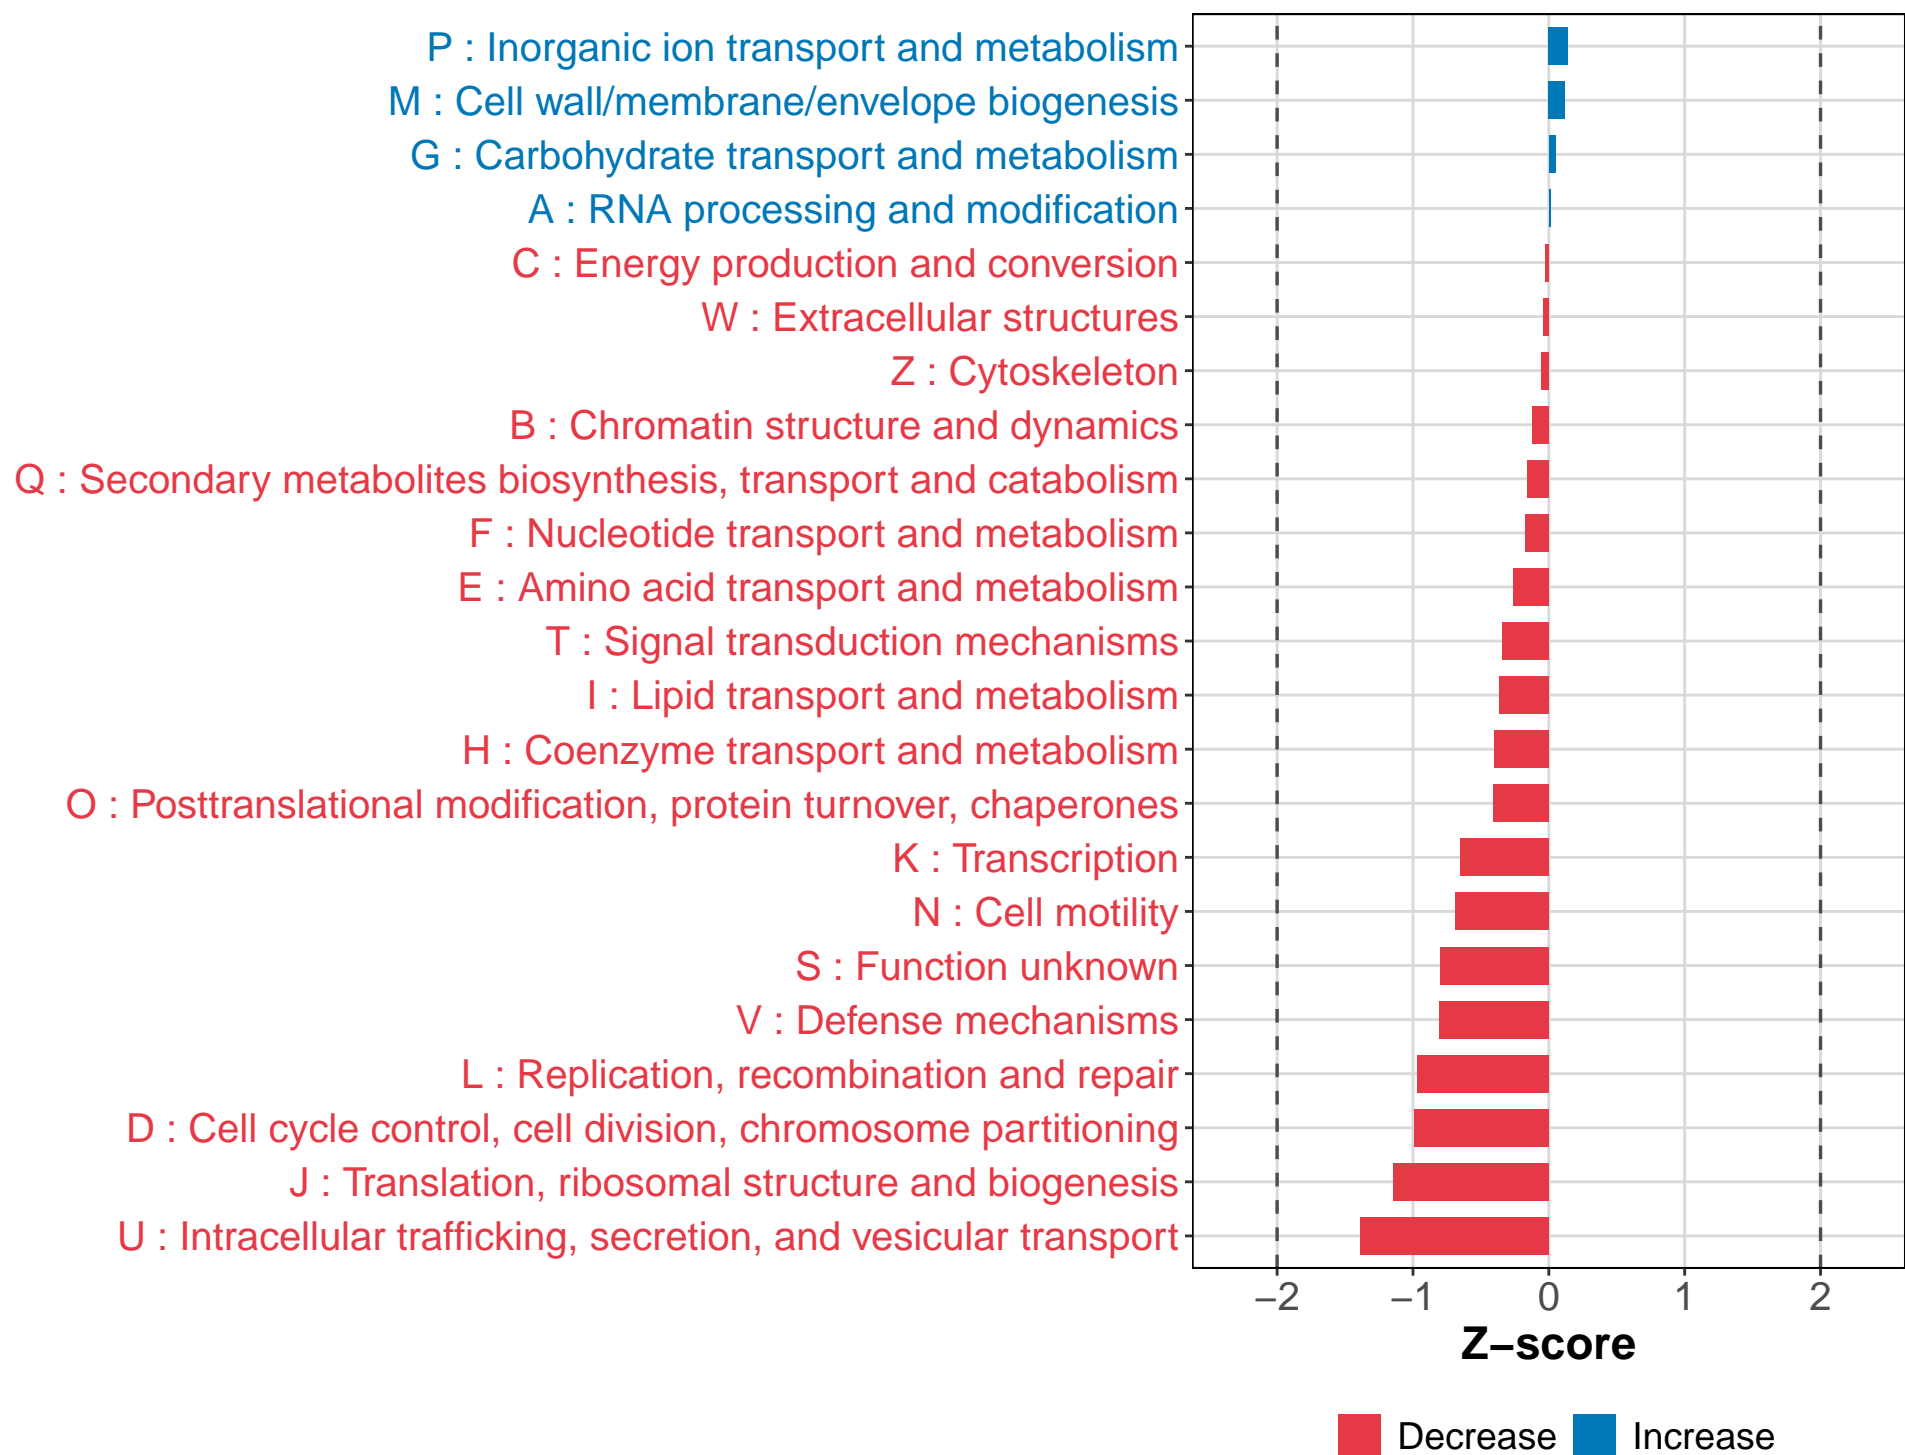 P : Inorganic ion transport and metabolism
M : Cell wall/membrane/envelope biogenesis
G : Carbohydrate transport and metabolism
A : RNA processing and modification
C : Energy production and conversion
W : Extracellular structures
Z : Cytoskeleton
B : Chromatin structure and dynamics
Q : Secondary metabolites biosynthesis, transport and catabolism
F : Nucleotide transport and metabolism
E : Amino acid transport and metabolism
T : Signal transduction mechanisms
I : Lipid transport and metabolism
H : Coenzyme transport and metabolism
O : Posttranslational modification, protein turnover, chaperones
K : Transcription
N : Cell motility
S : Function unknown
V : Defense mechanisms
L : Replication, recombination and repair
D : Cell cycle control, cell division, chromosome partitioning
J : Translation, ribosomal structure and biogenesis
U : Intracellular trafficking, secretion, and vesicular transport
−2 −1 0 1 2
Z−score
Decrease Increase